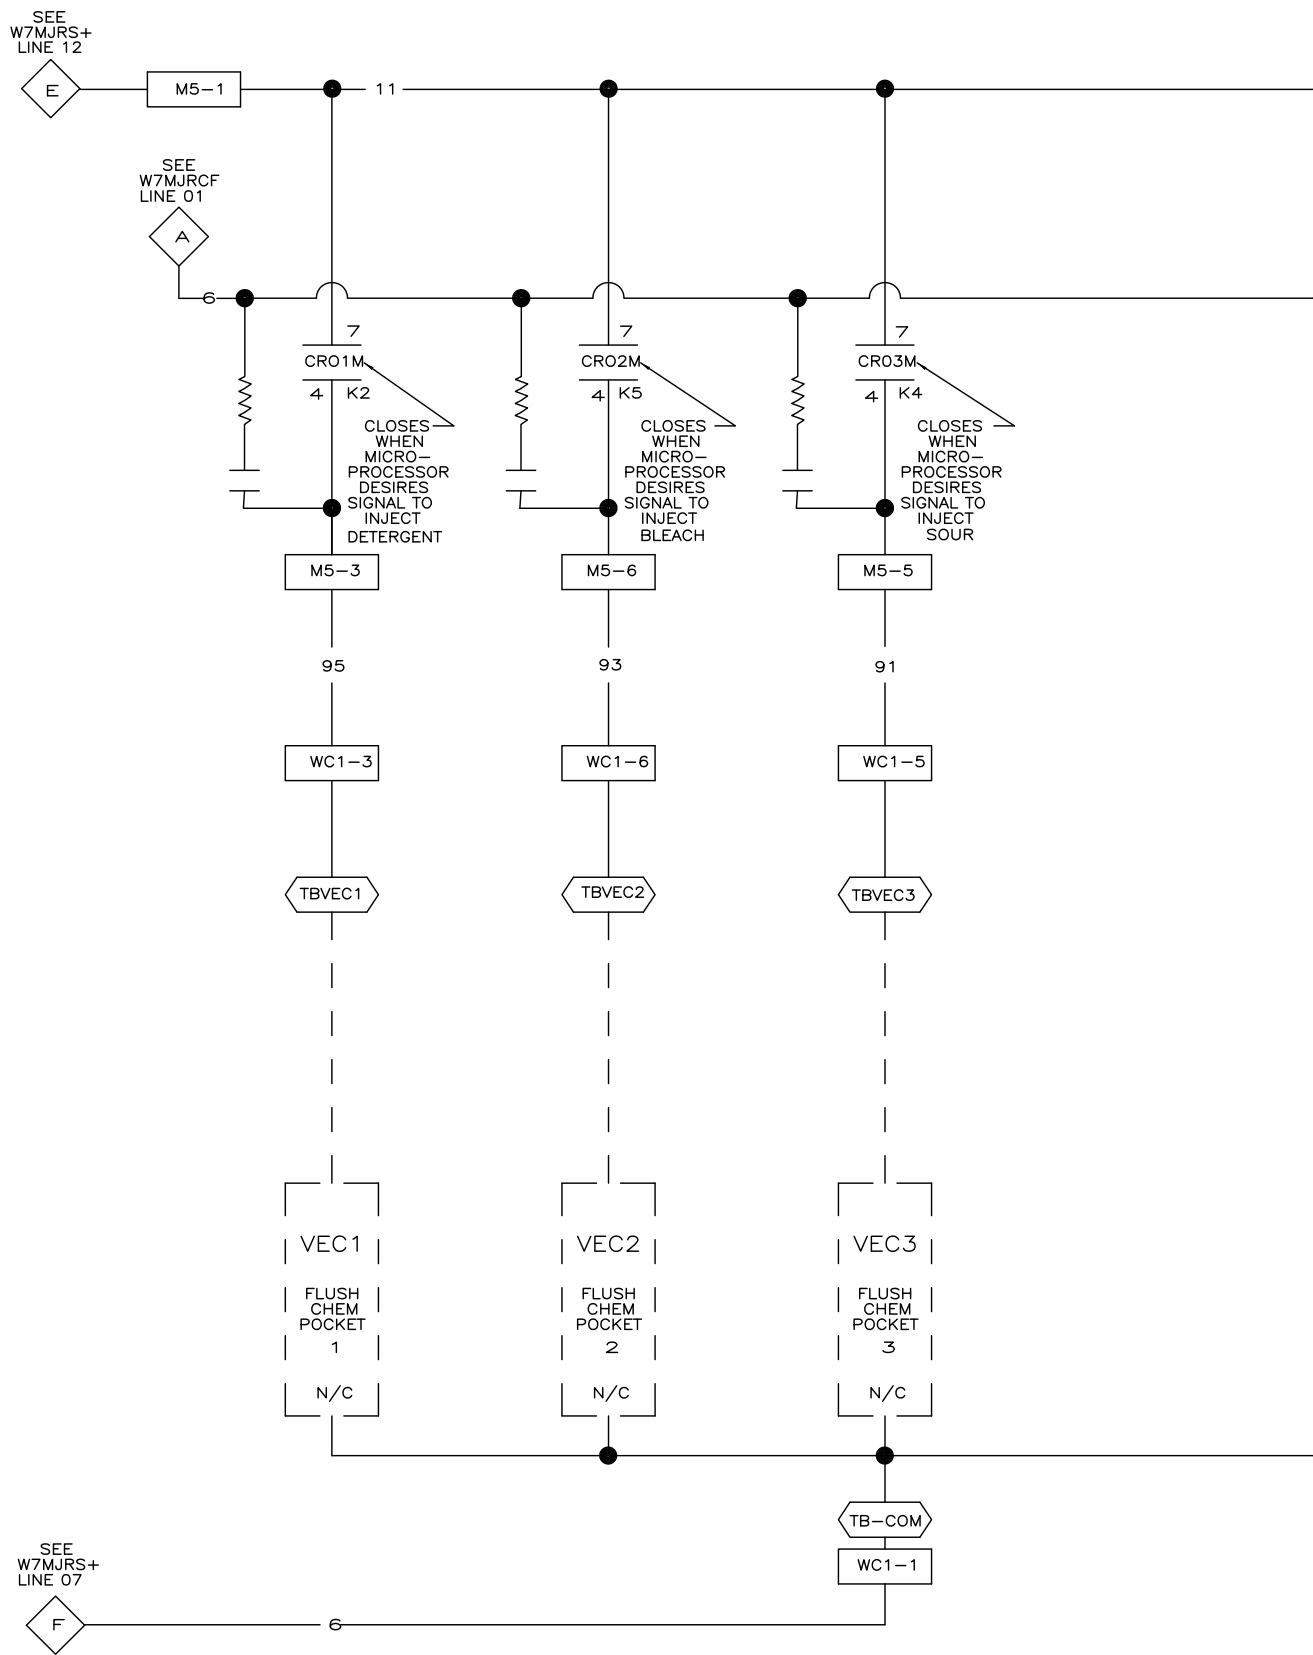 SEE
W7MJRS+
LINE 12
E
M5-1
11
SEE
W7MJRCF
LINE 01
A
6
7
CR01M
4 K2
CLOSES
WHEN
MICRO-
PROCESSOR
DESIRES
SIGNAL TO
INJECT
DETERGENT
7
CR02M
4 K5
CLOSES
WHEN
MICRO-
PROCESSOR
DESIRES
SIGNAL TO
INJECT
BLEACH
7
CR03M
4 K4
CLOSES
WHEN
MICRO-
PROCESSOR
DESIRES
SIGNAL TO
INJECT
SOUR
M5-3
M5-6
M5-5
95
93
91
WC1-3
WC1-6
WC1-5
TBVEC1
TBVEC2
TBVEC3
VEC1
FLUSH
CHEM
POCKET
1
N/C
VEC2
FLUSH
CHEM
POCKET
2
N/C
VEC3
FLUSH
CHEM
POCKET
3
N/C
TB-COM
WC1-1
SEE
W7MJRS+
LINE 07
F
6